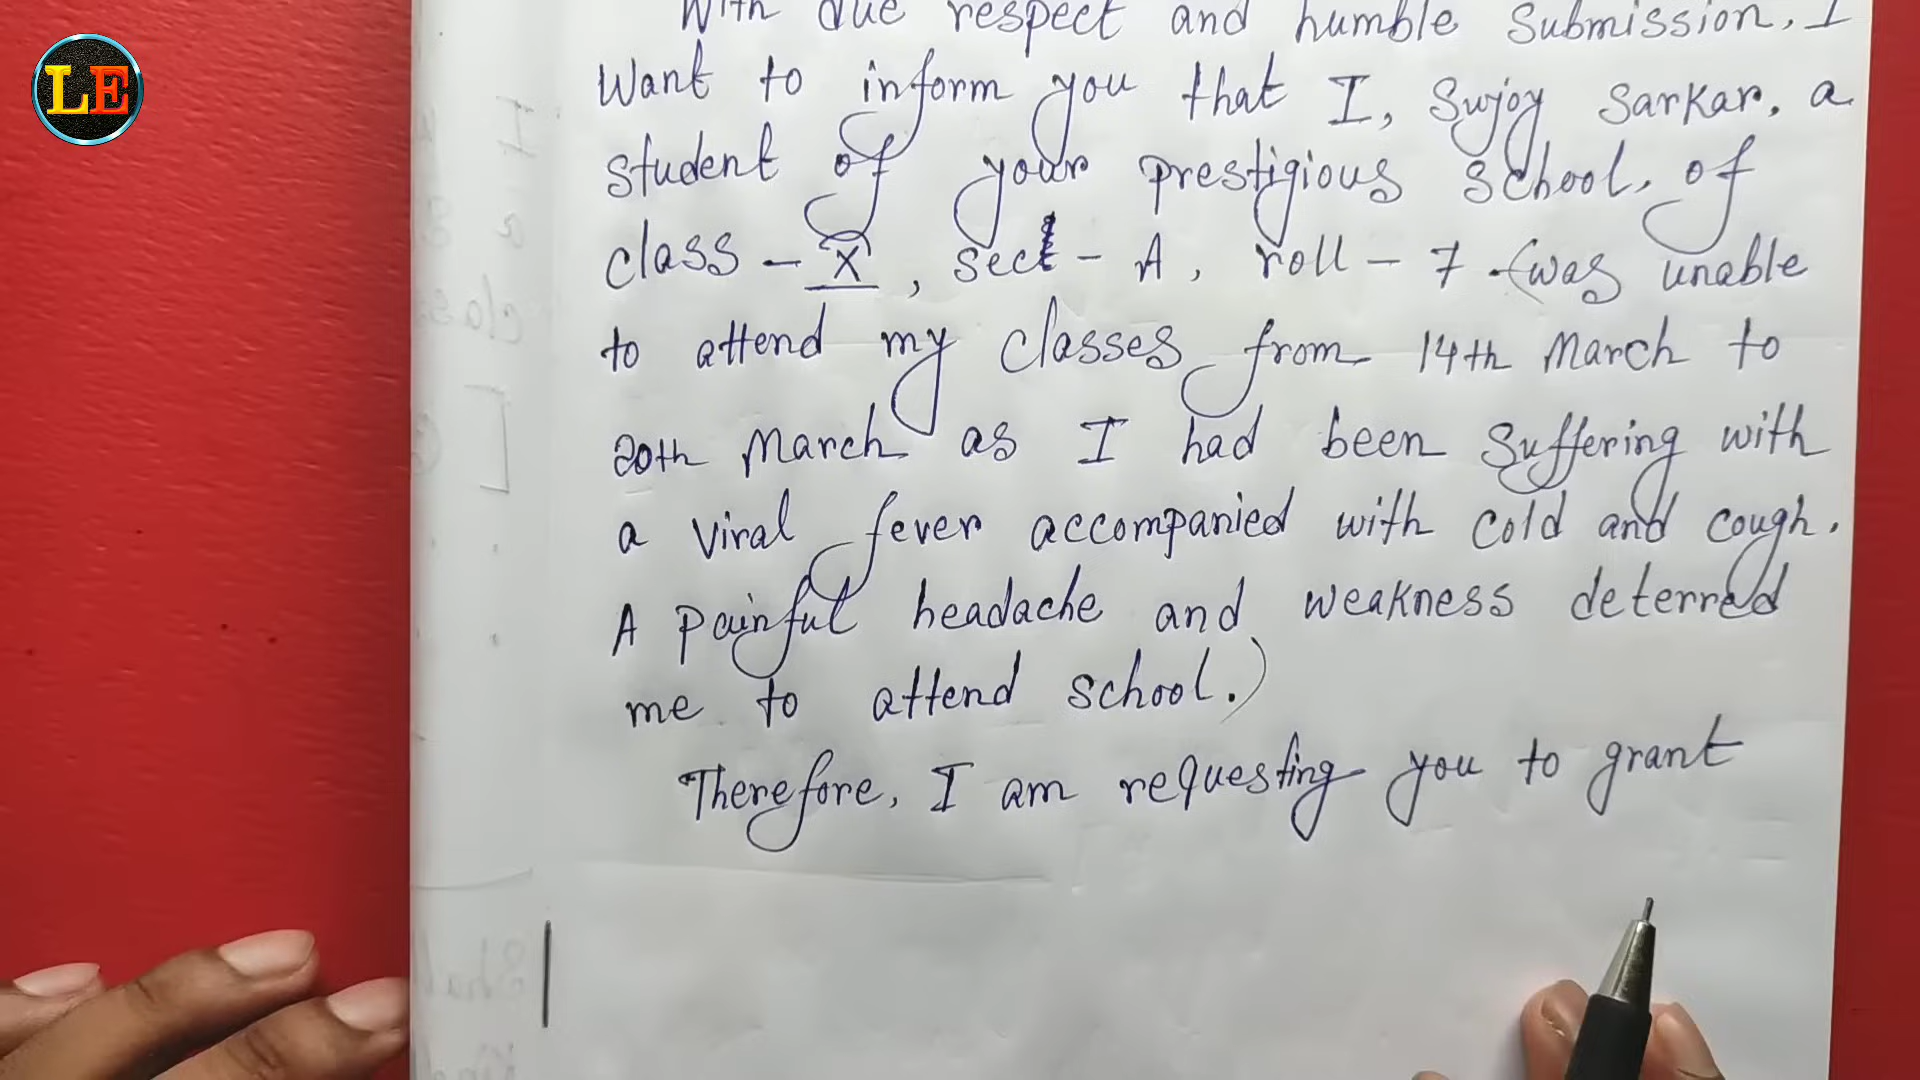 LE
With due respect and humble submission, I
want to inform you that I, Sujoy Sarkar, a
student of your prestigious school, of
class - X, sec - A, roll - 7. (was unable
to attend my classes from 14th March to
20th March as I had been suffering with
a viral fever accompanied with cold and cough.
A painful headache and weakness deterred
me to attend school.)
Therefore, I am requesting you to grant